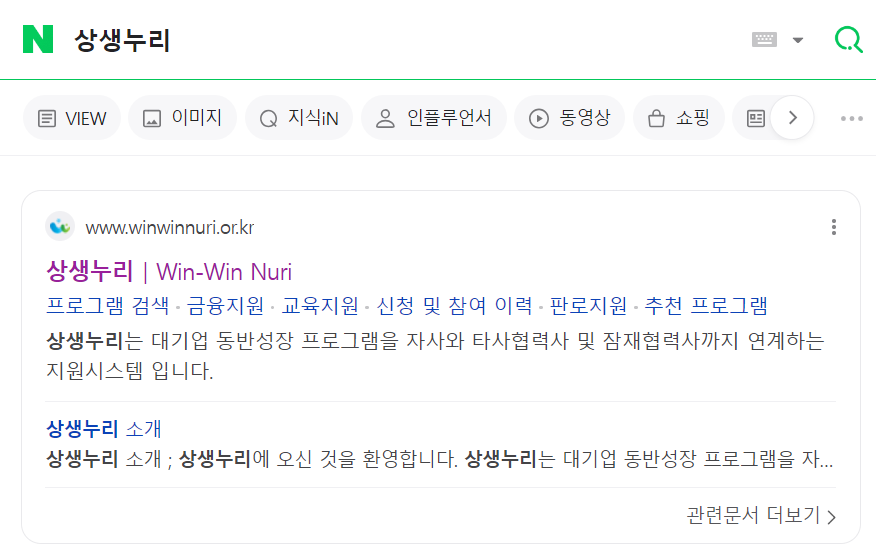 N 상생누리
VIEW 이미지 지식iN 인플루언서 동영상 쇼핑
www.winwinnuri.or.kr
상생누리 | Win-Win Nuri
프로그램 검색 · 금융지원 · 교육지원 · 신청 및 참여 이력 · 판로지원 · 추천 프로그램
상생누리는 대기업 동반성장 프로그램을 자사와 타사협력사 및 잠재협력사까지 연계하는
지원시스템 입니다.
상생누리 소개
상생누리 소개 ; 상생누리에 오신 것을 환영합니다. 상생누리는 대기업 동반성장 프로그램을 자...
관련문서 더보기